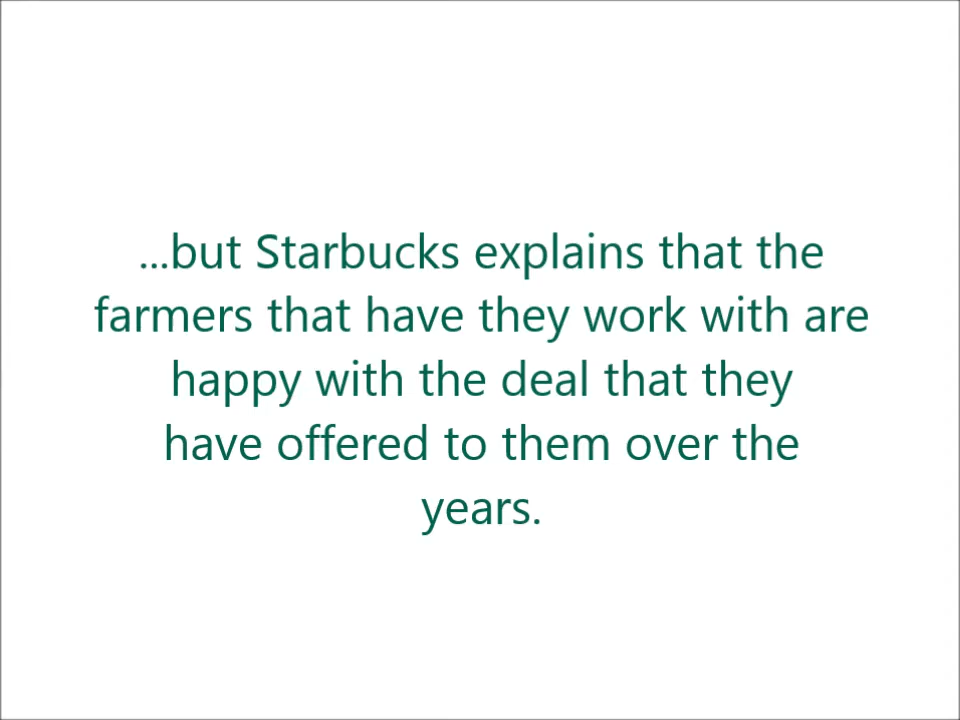 ...but Starbucks explains that the
farmers that have they work with are
happy with the deal that they
have offered to them over the
years.